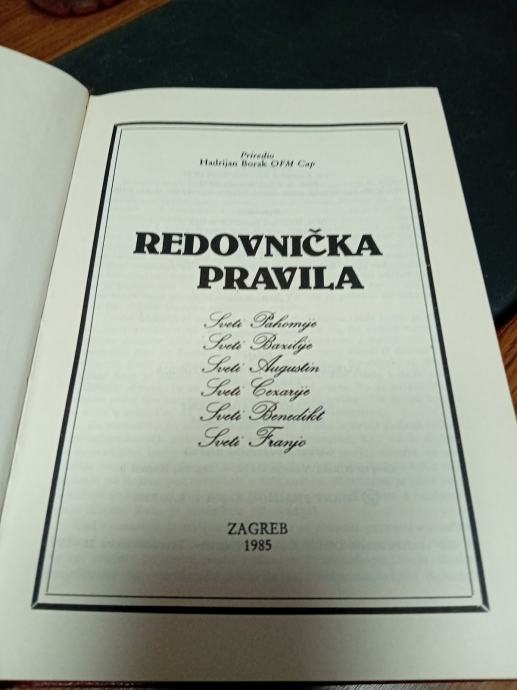 Priredio
Hadrijan Borak OFM Cap
REDOVNIČKA
PRAVILA
Sveti Pahomije
Sveti Bazilije
Sveti Augustin
Sveti Cezarije
Sveti Benedikt
Sveti Franjo
ZAGREB
1985